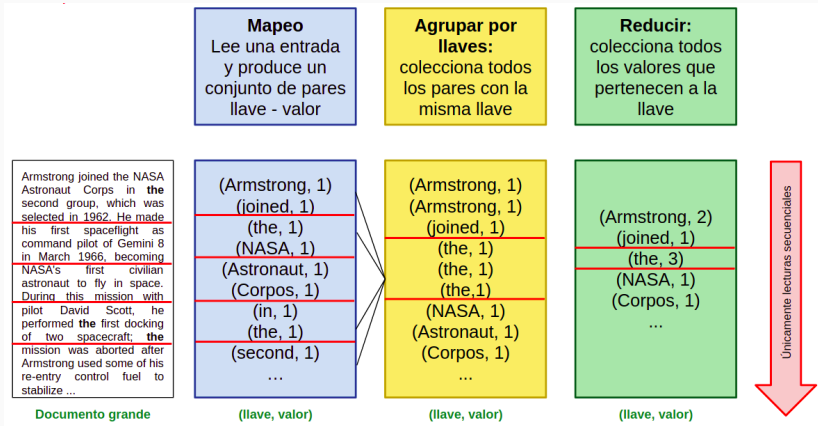 Mapeo
Lee una entrada
y produce un
conjunto de pares
llave - valor
Agrupar por
llaves:
colecciona todos
los pares con la
misma llave
Reducir:
colecciona todos
los valores que
pertenecen a la
llave
Armstrong joined the NASA
Astronaut Corps in the
second group, which was
selected in 1962. He made
his first spaceflight as
command pilot of Gemini 8
in March 1966, becoming
NASA's first civilian
astronaut to fly in space.
During this mission with
pilot David Scott, he
performed the first docking
of two spacecraft; the
mission was aborted after
Armstrong used some of his
re-entry control fuel to
stabilize ...
Documento grande
(Armstrong, 1)
(joined, 1)
(the, 1)
(NASA, 1)
(Astronaut, 1)
(Corpos, 1)
(in, 1)
(the, 1)
(second, 1)
...
(llave, valor)
(Armstrong, 1)
(Armstrong, 1)
(joined, 1)
(the, 1)
(the, 1)
(the,1)
(NASA, 1)
(Astronaut, 1)
(Corpos, 1)
...
(llave, valor)
(Armstrong, 2)
(joined, 1)
(the, 3)
(NASA, 1)
(Corpos, 1)
...
(llave, valor)
Únicamente lecturas secuenciales